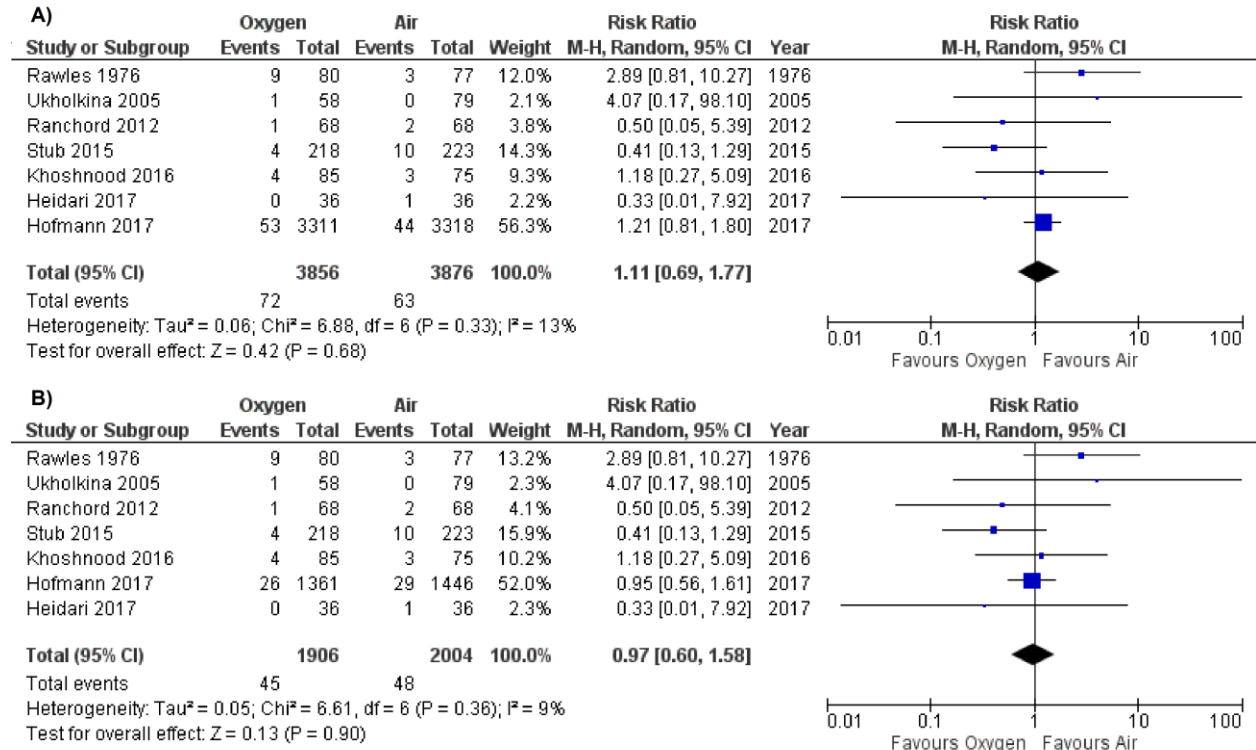 A)
Oxygen Air Risk Ratio Risk Ratio
Study or Subgroup Events Total Events Total Weight M-H, Random, 95% CI Year M-H, Random, 95% CI
Rawles 1976 9 80 3 77 12.0% 2.89 [0.81, 10.27] 1976
Ukholkina 2005 1 58 0 79 2.1% 4.07 [0.17, 98.10] 2005
Ranchord 2012 1 68 2 68 3.8% 0.50 [0.05, 5.39] 2012
Stub 2015 4 218 10 223 14.3% 0.41 [0.13, 1.29] 2015
Khoshnood 2016 4 85 3 75 9.3% 1.18 [0.27, 5.09] 2016
Heidari 2017 0 36 1 36 2.2% 0.33 [0.01, 7.92] 2017
Hofmann 2017 53 3311 44 3318 56.3% 1.21 [0.81, 1.80] 2017
Total (95% CI) 3856 3876 100.0% 1.11 [0.69, 1.77]
Total events 72 63
Heterogeneity: Tau² = 0.06; Chi² = 6.88, df = 6 (P = 0.33); I² = 13%
Test for overall effect: Z = 0.42 (P = 0.68)
0.01 0.1 1 10 100
Favours Oxygen Favours Air
B)
Oxygen Air Risk Ratio Risk Ratio
Study or Subgroup Events Total Events Total Weight M-H, Random, 95% CI Year M-H, Random, 95% CI
Rawles 1976 9 80 3 77 13.2% 2.89 [0.81, 10.27] 1976
Ukholkina 2005 1 58 0 79 2.3% 4.07 [0.17, 98.10] 2005
Ranchord 2012 1 68 2 68 4.1% 0.50 [0.05, 5.39] 2012
Stub 2015 4 218 10 223 15.9% 0.41 [0.13, 1.29] 2015
Khoshnood 2016 4 85 3 75 10.2% 1.18 [0.27, 5.09] 2016
Hofmann 2017 26 1361 29 1446 52.0% 0.95 [0.56, 1.61] 2017
Heidari 2017 0 36 1 36 2.3% 0.33 [0.01, 7.92] 2017
Total (95% CI) 1906 2004 100.0% 0.97 [0.60, 1.58]
Total events 45 48
Heterogeneity: Tau² = 0.05; Chi² = 6.61, df = 6 (P = 0.36); I² = 9%
Test for overall effect: Z = 0.13 (P = 0.90)
0.01 0.1 1 10 100
Favours Oxygen Favours Air